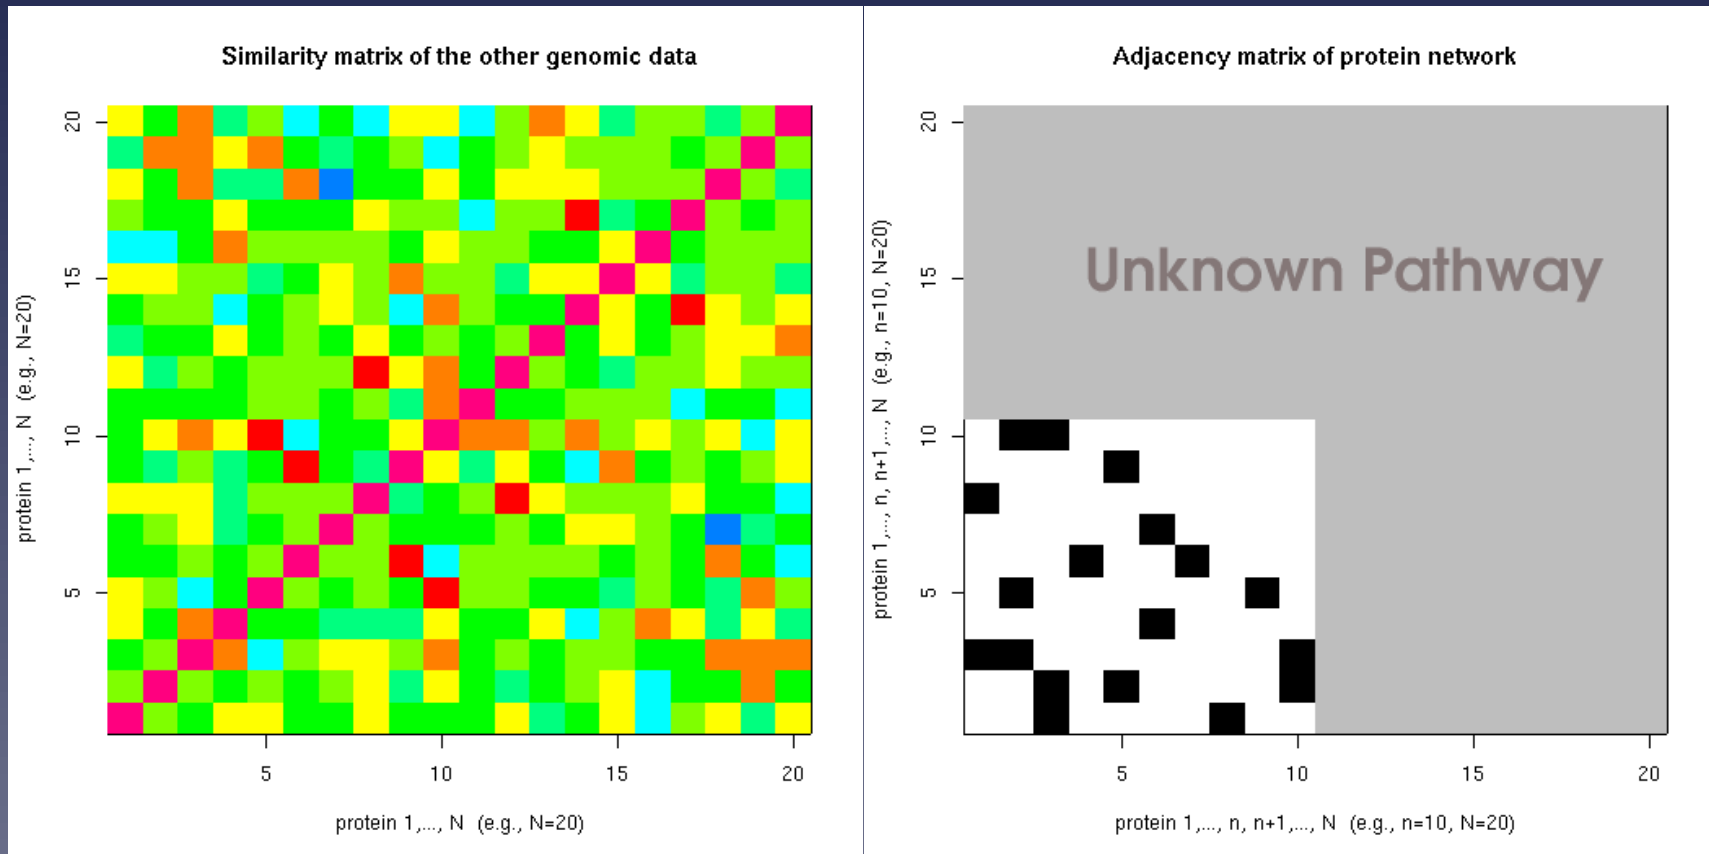 Similarity matrix of the other genomic data
protein 1,..., N (e.g., N=20)
20
15
10
5
5 10 15 20
protein 1,..., N (e.g., N=20)
Adjacency matrix of protein network
protein 1,..., n, n+1,..., N (e.g., n=10, N=20)
20
15
10
5
Unknown Pathway
5 10 15 20
protein 1,..., n, n+1,..., N (e.g., n=10, N=20)